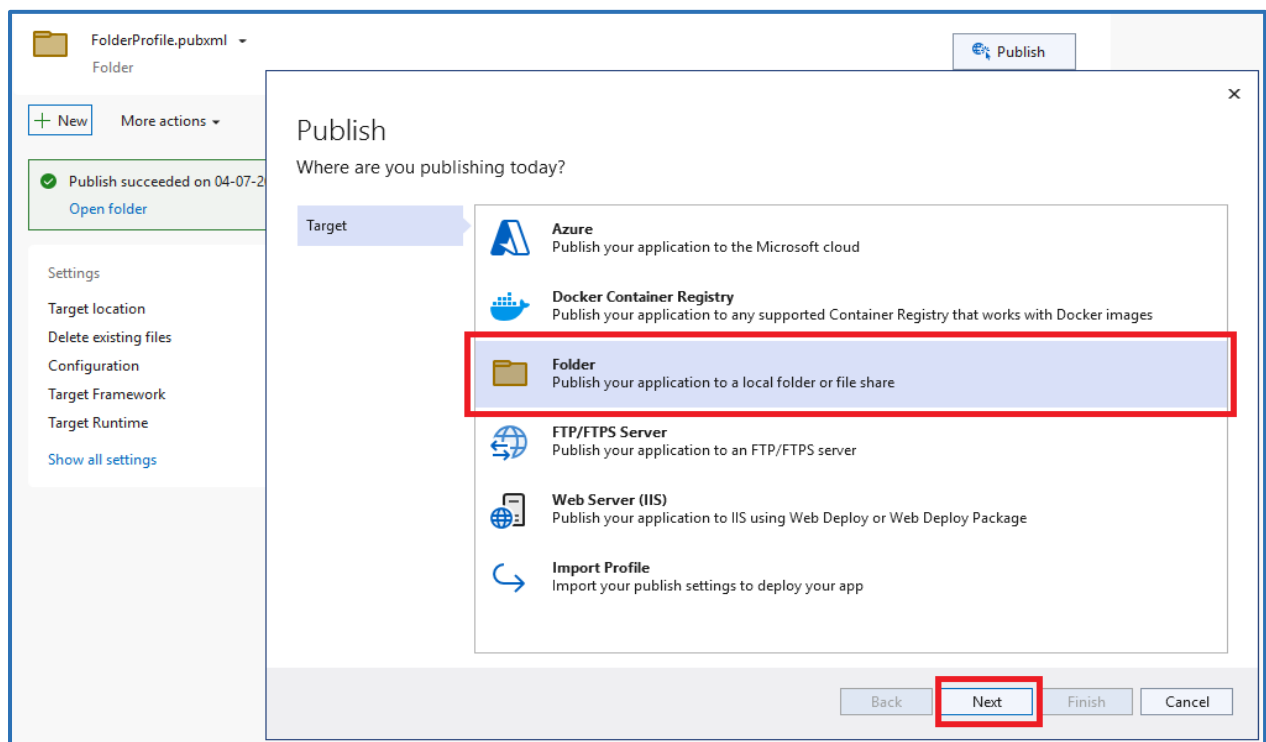 FolderProfile.pubxml
Folder
Publish
New
More actions
Publish succeeded on 04-07-2
Open folder
Settings
Target location
Delete existing files
Configuration
Target Framework
Target Runtime
Show all settings
Publish
Where are you publishing today?
Target
Azure
Publish your application to the Microsoft cloud
Docker Container Registry
Publish your application to any supported Container Registry that works with Docker images
Folder
Publish your application to a local folder or file share
FTP/FTPS Server
Publish your application to an FTP/FTPS server
Web Server (IIS)
Publish your application to IIS using Web Deploy or Web Deploy Package
Import Profile
Import your publish settings to deploy your app
Back
Next
Finish
Cancel